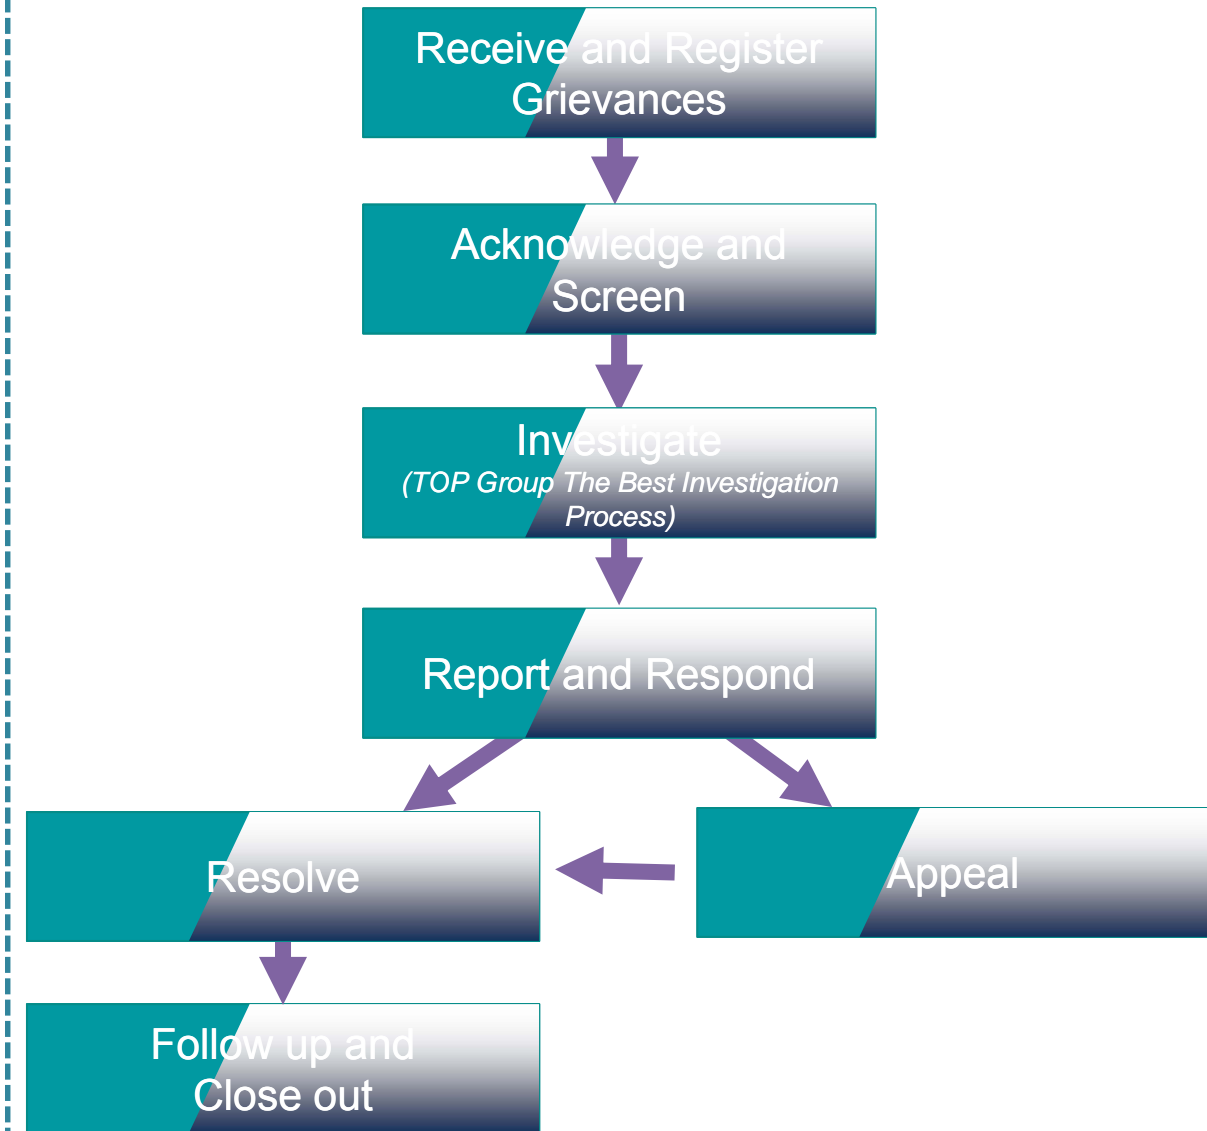 Receive and Register
Grievances
Acknowledge and
Screen
Investigate
(TOP Group The Best Investigation
Process)
Report and Respond
Resolve
Appeal
Follow up and
Close out